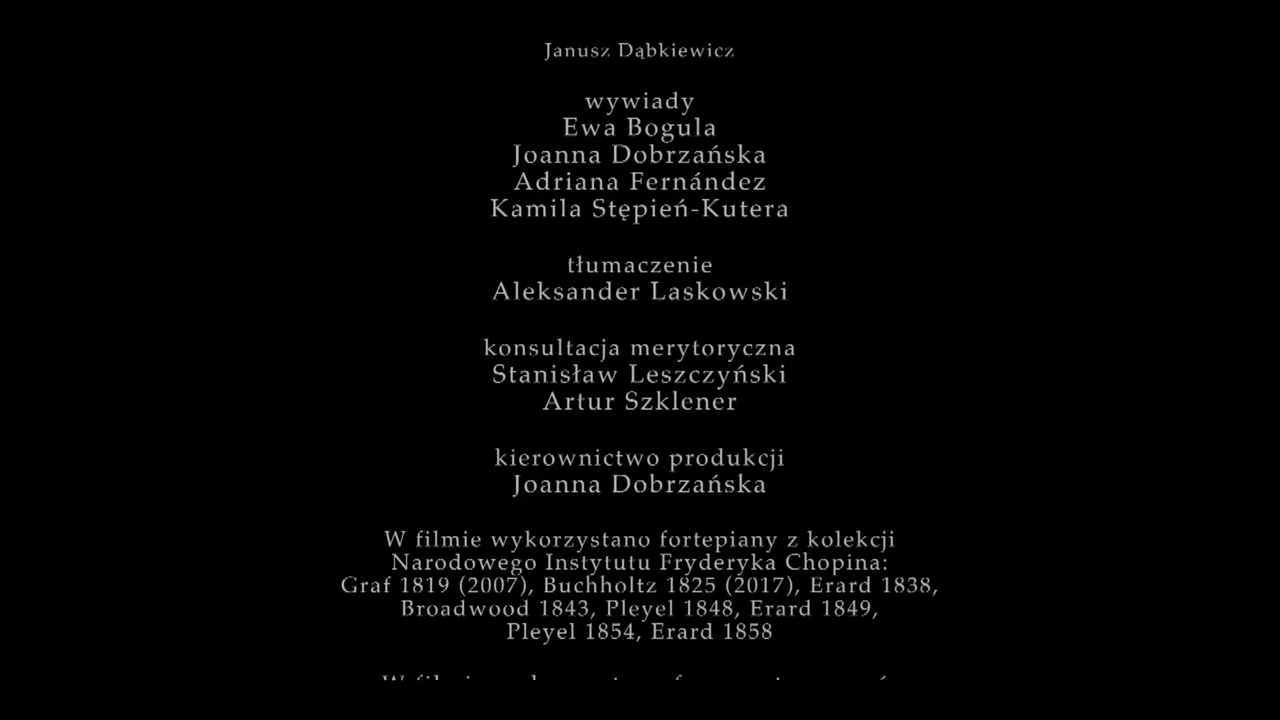 Janusz Dąbkiewicz
wywiady
Ewa Bogula
Joanna Dobrzańska
Adriana Fernández
Kamila Stępień-Kutera
tłumaczenie
Aleksander Laskowski
konsultacja merytoryczna
Stanisław Leszczyński
Artur Szklener
kierownictwo produkcji
Joanna Dobrzańska
W filmie wykorzystano fortepiany z kolekcji
Narodowego Instytutu Fryderyka Chopina:
Graf 1819 (2007), Buchholtz 1825 (2017), Erard 1838,
Broadwood 1843, Pleyel 1848, Erard 1849,
Pleyel 1854, Erard 1858